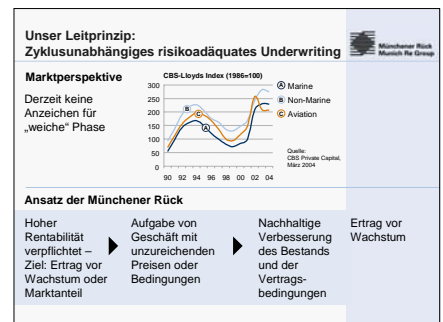 Unser Leitprinzip:
Zyklusunabhängiges risikoadäquates Underwriting
Münchener Rück
Munich Re Group
Marktperspektive
Derzeit keine
Anzeichen für
„weiche“ Phase
CBS-Lloyds Index (1986=100)
300
250
200
150
100
50
0
90 92 94 96 98 00 02 04
B
C
A
A Marine
B Non-Marine
C Aviation
Quelle:
CBS Private Capital,
März 2004
Ansatz der Münchener Rück
Hoher
Rentabilität
verpflichtet –
Ziel: Ertrag vor
Wachstum oder
Marktanteil
Aufgabe von
Geschäft mit
unzureichenden
Preisen oder
Bedingungen
Nachhaltige
Verbesserung
des Bestands
und der
Vertrags-
bedingungen
Ertrag vor
Wachstum